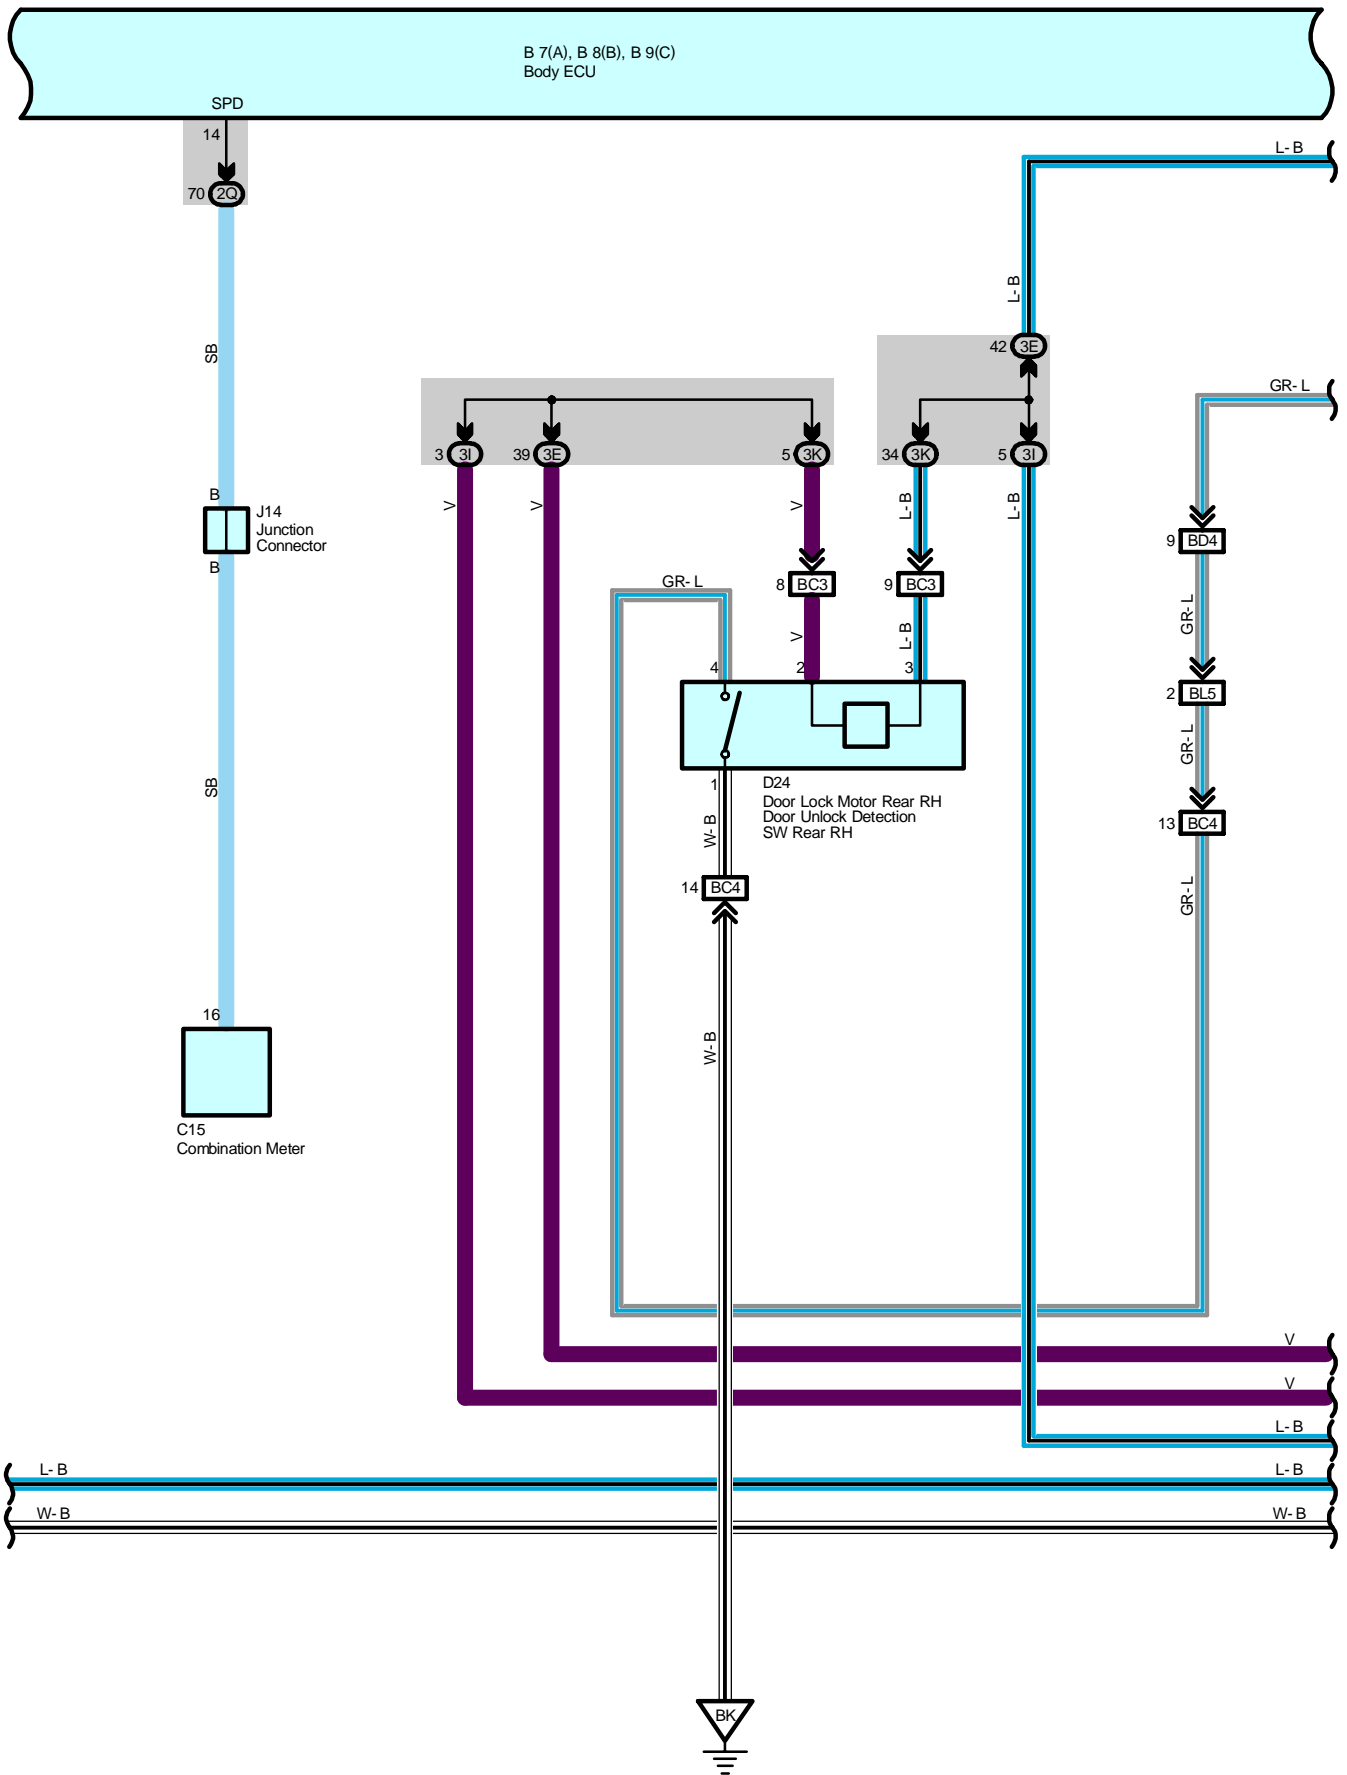 B 7(A), B 8(B), B 9(C)
Body ECU
SPD
14
70 2Q
L- B
L- B
SB
42 3E
GR- L
3 3I
39 3E
5 3K
34 3K
5 3I
V
V
V
L- B
L- B
B
J14
Junction
Connector
B
9 BD4
GR- L
8 BC3
9 BC3
GR- L
V
L- B
4
2
3
2 BL5
GR- L
SB
1
D24
Door Lock Motor Rear RH
Door Unlock Detection
SW Rear RH
W- B
13 BC4
14 BC4
GR- L
16
W- B
C15
Combination Meter
V
V
L- B
L- B
L- B
W- B
W- B
BK